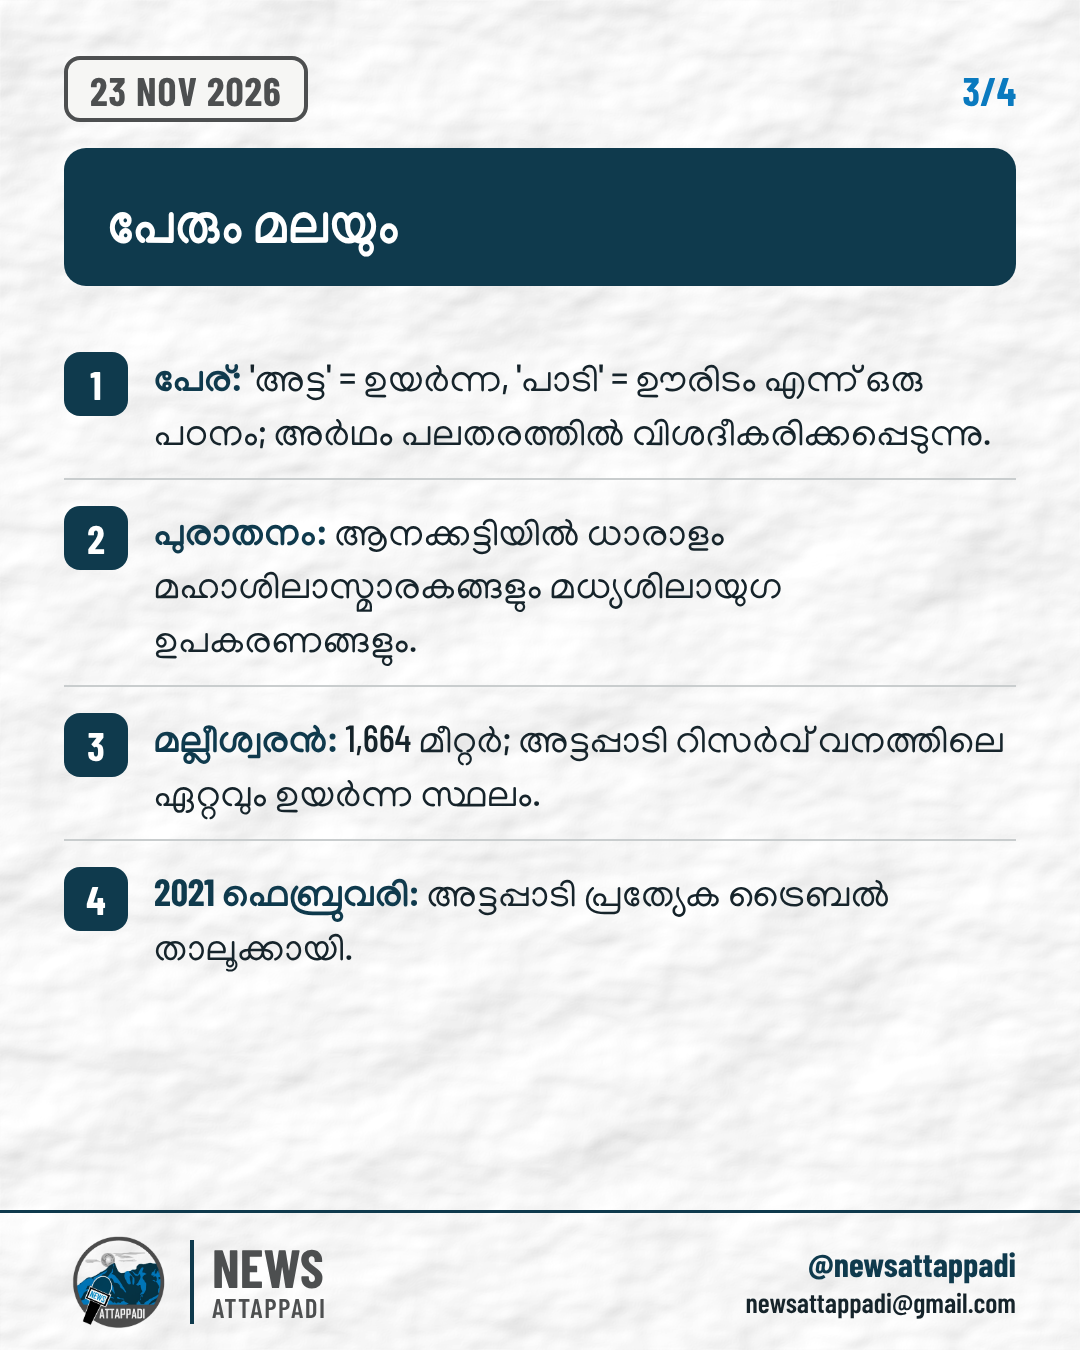 23 NOV 2026
3/4
പേരും മലയും
1
പേര്: 'അട്ട' = ഉയർന്ന, 'പാടി' = ഊരിടം എന്ന് ഒരു
പഠനം; അർഥം പലതരത്തിൽ വിശദീകരിക്കപ്പെടുന്നു.
2
പുരാതനം: ആനക്കട്ടിയിൽ ധാരാളം
മഹാശിലാസ്മാരകങ്ങളും മധ്യശിലായുഗ
ഉപകരണങ്ങളും.
3
മല്ലീശ്വരൻ: 1,664 മീറ്റർ; അട്ടപ്പാടി റിസർവ് വനത്തിലെ
ഏറ്റവും ഉയർന്ന സ്ഥലം.
4
2021 ഫെബ്രുവരി: അട്ടപ്പാടി പ്രത്യേക ട്രൈബൽ
താലൂക്കായി.
NEWS
ATTAPPADI
NEWS
ATTAPPADI
@newsattappadi
newsattappadi@gmail.com